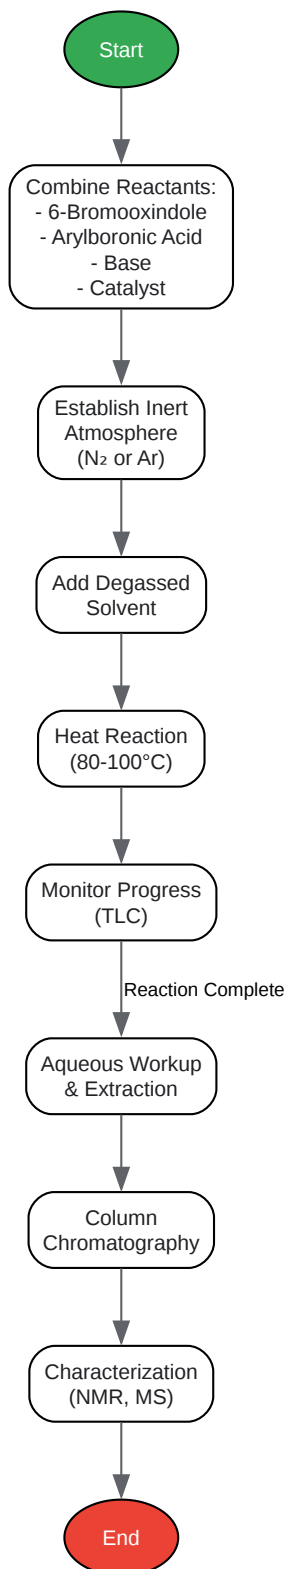 Start
Combine Reactants:
- 6-Bromooxindole
- Arylboronic Acid
- Base
- Catalyst
Establish Inert
Atmosphere
(N₂ or Ar)
Add Degassed
Solvent
Heat Reaction
(80-100°C)
Monitor Progress
(TLC)
Reaction Complete
Aqueous Workup
& Extraction
Column
Chromatography
Characterization
(NMR, MS)
End